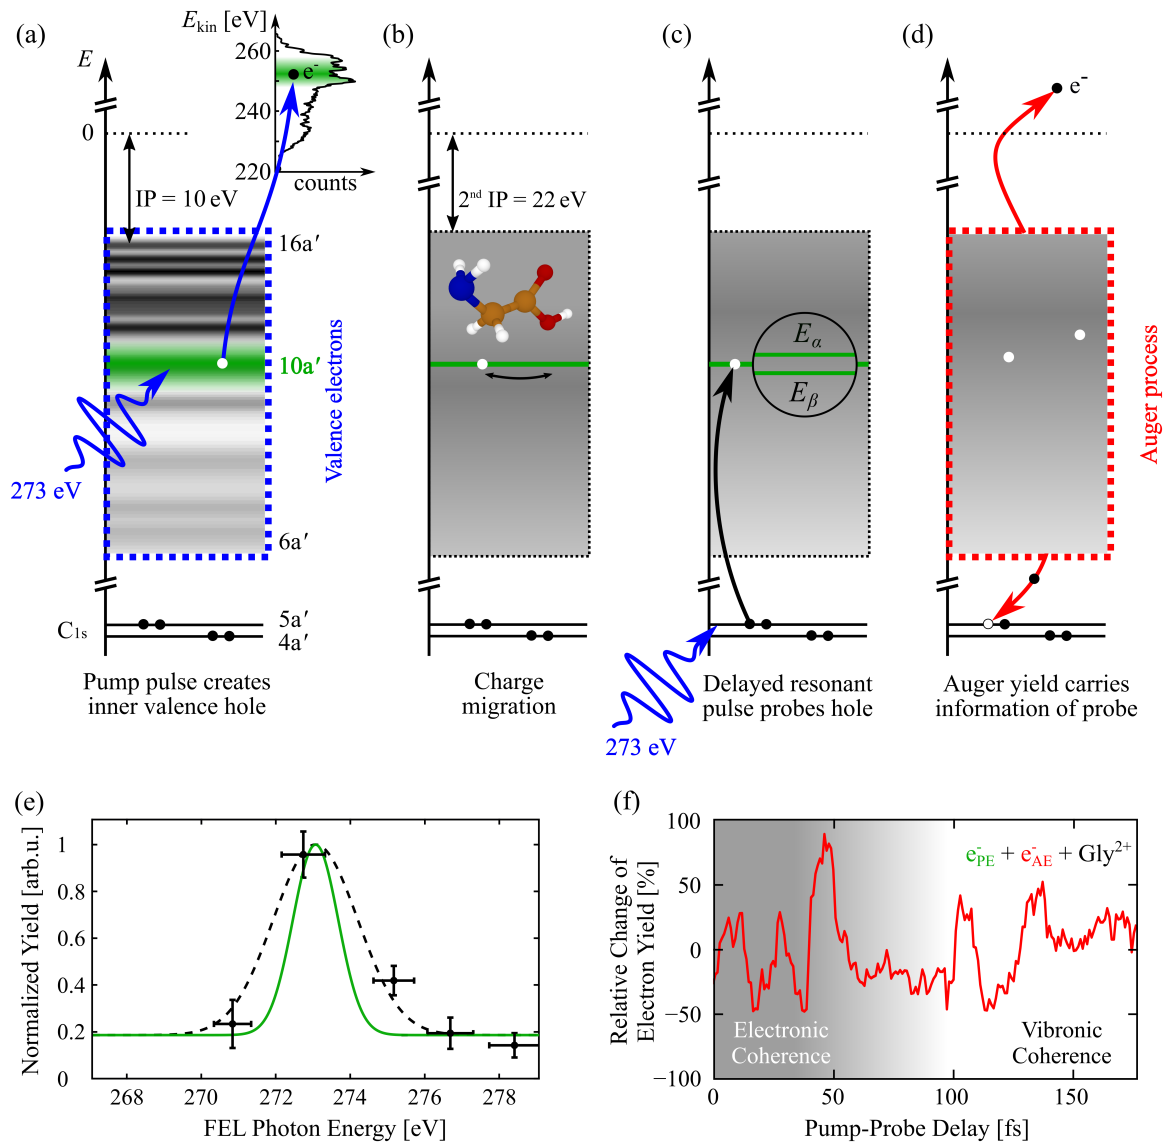 (a)
E_kin [eV]
260
250
240
220
e⁻
counts
E
0
IP = 10 eV
16a′
10a′
6a′
Valence electrons
273 eV
C_1s
5a′
4a′
Pump pulse creates
inner valence hole
(b)
2ⁿᵈ IP = 22 eV
Charge
migration
(c)
E_α
E_β
273 eV
Delayed resonant
pulse probes hole
(d)
e⁻
Auger process
Auger yield carries
information of probe
(e)
Normalized Yield [arb.u.]
1
0.8
0.6
0.4
0.2
0
268
270
272
274
276
278
FEL Photon Energy [eV]
(f)
Relative Change of
Electron Yield [%]
100
50
0
−50
−100
e⁻_PE + e⁻_AE + Gly²⁺
Electronic
Coherence
Vibronic
Coherence
0
50
100
150
Pump-Probe Delay [fs]